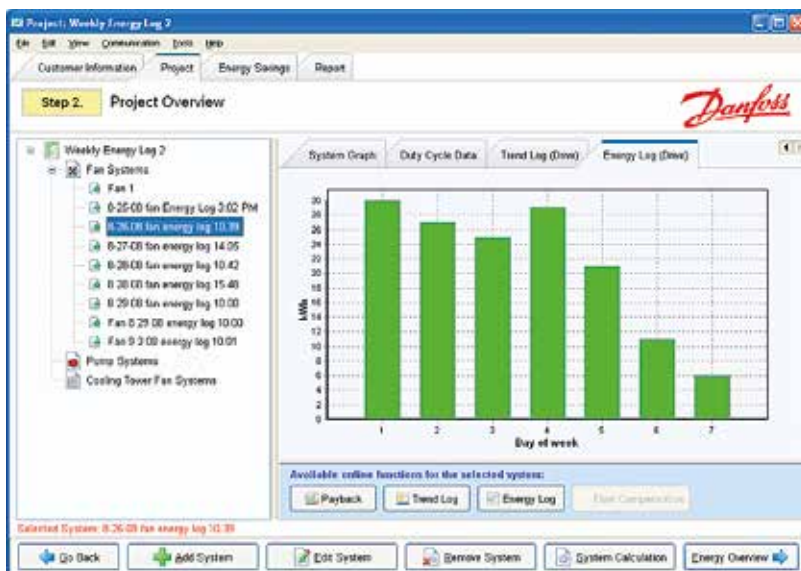 Project: Weekly Energy Log 2
File Edit View Communication Tools Help
Customer Information Project Energy Savings Report
Step 2. Project Overview
Danfoss
Weekly Energy Log 2
Fan Systems
Fan 1
8-25-08 fan Energy Log 3:02 PM
8-26-08 fan energy log 10.39
8-27-08 fan energy log 14.05
8-28-08 fan energy log 10.42
8 28 08 fan energy log 15.48
8 29 08 fan energy log 10:00
Fan 8 29 08 energy log 10:00
Fan 9 3 08 energy log 10:01
Pump Systems
Cooling Tower Fan Systems
System Graph Duty Cycle Data Trend Log (Drive) Energy Log (Drive)
30
28
26
24
22
20
18
16
14
12
10
8
6
4
2
0
kWh
1 2 3 4 5 6 7
Day of week
Available online functions for the selected system:
Payback Trend Log Energy Log
Selected System: 8-26-08 fan energy log 10.39
Go Back Add System Edit System Remove System System Calculation Energy Overview